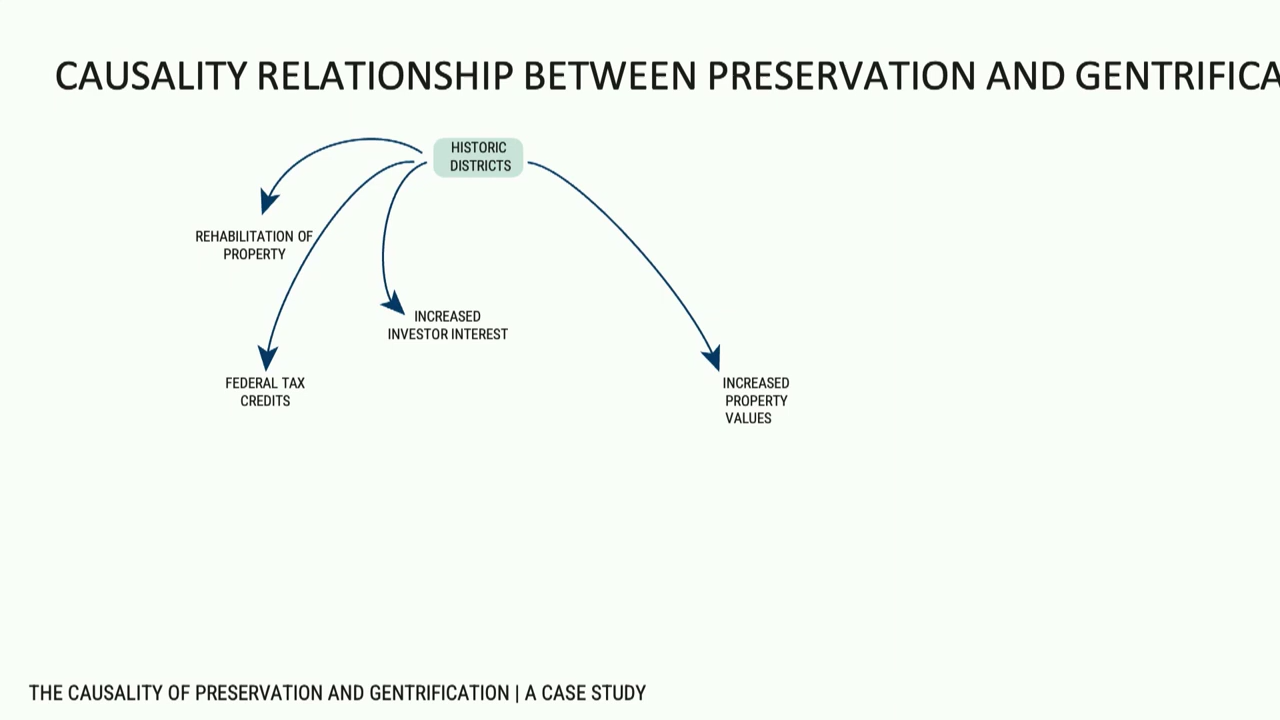 CAUSALITY RELATIONSHIP BETWEEN PRESERVATION AND GENTRIFICA
HISTORIC
DISTRICTS
REHABILITATION OF
PROPERTY
INCREASED
INVESTOR INTEREST
FEDERAL TAX
CREDITS
INCREASED
PROPERTY
VALUES
THE CAUSALITY OF PRESERVATION AND GENTRIFICATION | A CASE STUDY